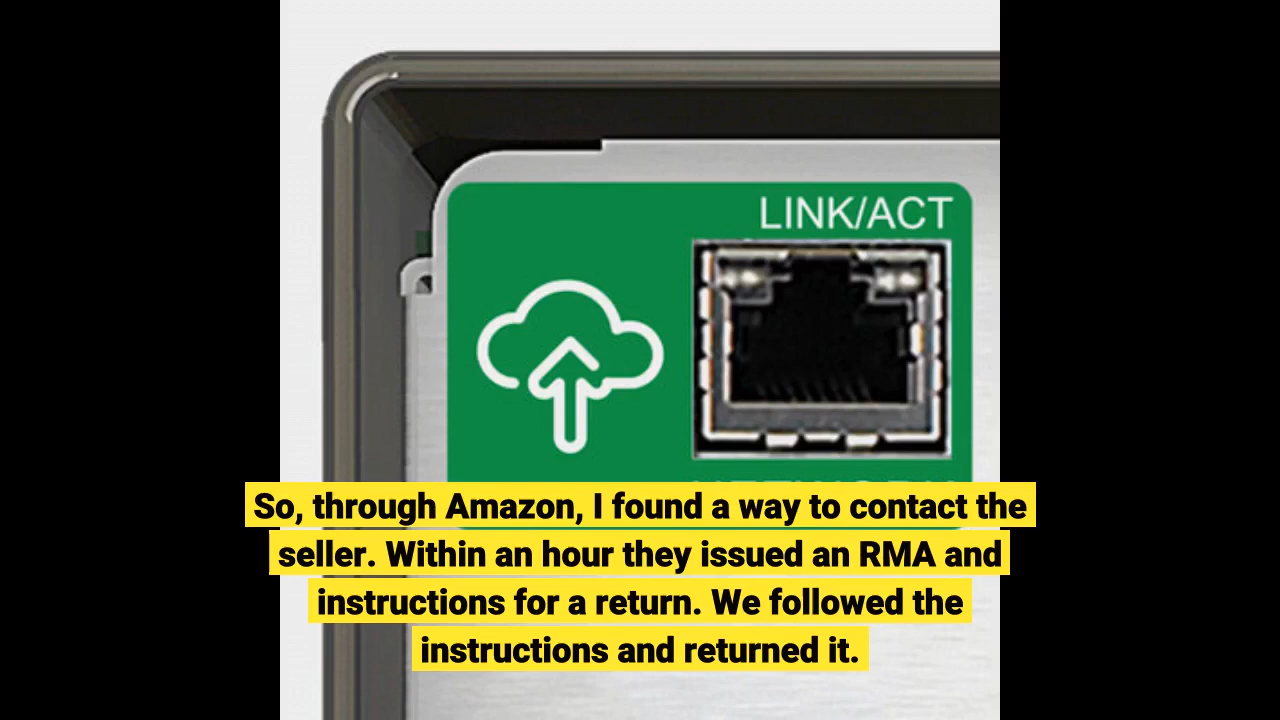 LINK/ACT
So, through Amazon, I found a way to contact the
seller. Within an hour they issued an RMA and
instructions for a return. We followed the
instructions and returned it.